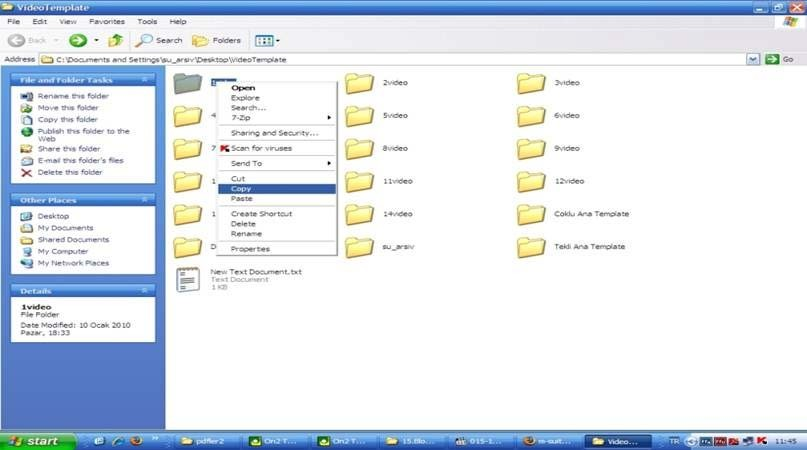 VideoTemplate
File Edit View Favorites Tools Help
Back Search Folders
Address C:\Documents and Settings\su_arsiv\Desktop\VideoTemplate Go
File and Folder Tasks
Rename this folder
Move this folder
Copy this folder
Publish this folder to the
Web
Share this folder
E-mail this folder's files
Delete this folder
Other Places
Desktop
My Documents
Shared Documents
My Computer
My Network Places
Details
1video
File Folder
Date Modified: 10 Ocak 2010
Pazar, 18:33
2video 3video
4 5video 6video
7 8video 9video
1 11video 12video
1 14video Coklu Ana Template
D su_arsiv Tekli Ana Template
New Text Document.txt
Text Document
1 KB
Open
Explore
Search...
7-Zip
Sharing and Security...
Scan for viruses
Send To
Cut
Copy
Paste
Create Shortcut
Delete
Rename
Properties
start pdfler2 On2 T... On2 T... 15.Blo... 015-1... m-suit... Video... TR 11:45